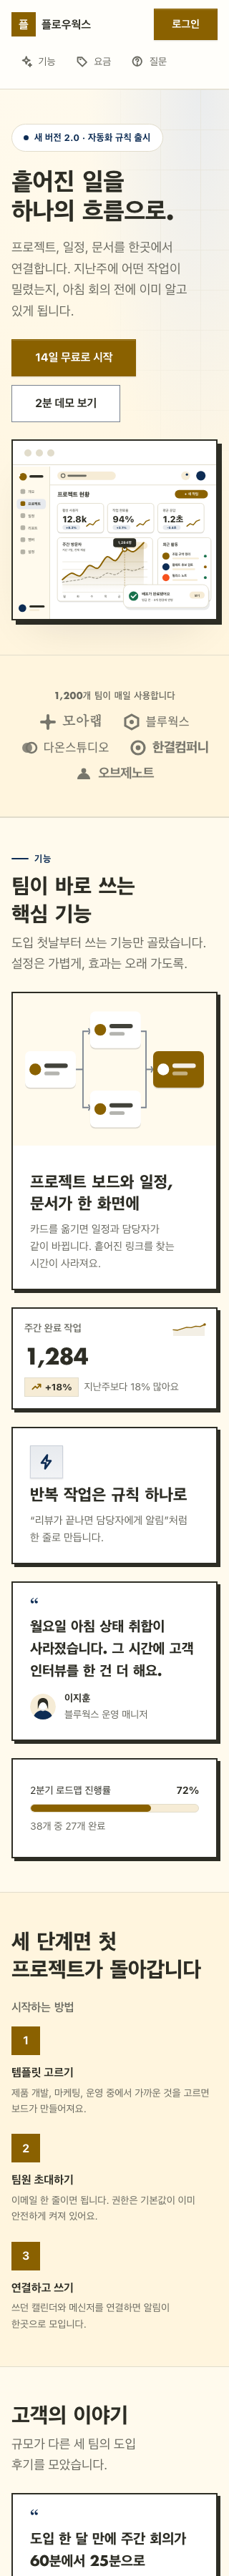 플 플로우웍스
로그인
기능 요금 질문
새 버전 2.0 · 자동화 규칙 출시
흩어진 일을
하나의 흐름으로.
프로젝트, 일정, 문서를 한곳에서
연결합니다. 지난주에 어떤 작업이
밀렸는지, 아침 회의 전에 이미 알고
있게 됩니다.
14일 무료로 시작
2분 데모 보기
프로젝트 현황
12.8k 94% 1.2초
1,284명
1,200개 팀이 매일 사용합니다
모아랩 블루웍스
다온스튜디오 한결컴퍼니
오브제노트
기능
팀이 바로 쓰는
핵심 기능
도입 첫날부터 쓰는 기능만 골랐습니다.
설정은 가볍게, 효과는 오래 가도록.
프로젝트 보드와 일정,
문서가 한 화면에
카드를 옮기면 일정과 담당자가
같이 바뀝니다. 흩어진 링크를 찾는
시간이 사라져요.
주간 완료 작업
1,284
+18% 지난주보다 18% 많아요
반복 작업은 규칙 하나로
“리뷰가 끝나면 담당자에게 알림”처럼
한 줄로 만듭니다.
“
월요일 아침 상태 취합이
사라졌습니다. 그 시간에 고객
인터뷰를 한 건 더 해요.
이지훈
블루웍스 운영 매니저
2분기 로드맵 진행률 72%
38개 중 27개 완료
세 단계면 첫
프로젝트가 돌아갑니다
시작하는 방법
1
템플릿 고르기
제품 개발, 마케팅, 운영 중에서 가까운 것을 고르면
보드가 만들어져요.
2
팀원 초대하기
이메일 한 줄이면 됩니다. 권한은 기본값이 이미
안전하게 켜져 있어요.
3
연결하고 쓰기
쓰던 캘린더와 메신저를 연결하면 알림이
한곳으로 모입니다.
고객의 이야기
규모가 다른 세 팀의 도입
후기를 모았습니다.
“
도입 한 달 만에 주간 회의가
60분에서 25분으로